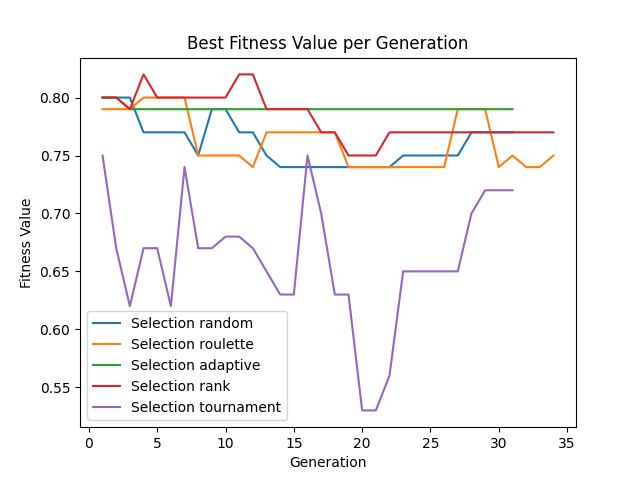 Best Fitness Value per Generation
Fitness Value
0.80
0.75
0.70
0.65
0.60
0.55
Selection random
Selection roulette
Selection adaptive
Selection rank
Selection tournament
0 5 10 15 20 25 30 35
Generation